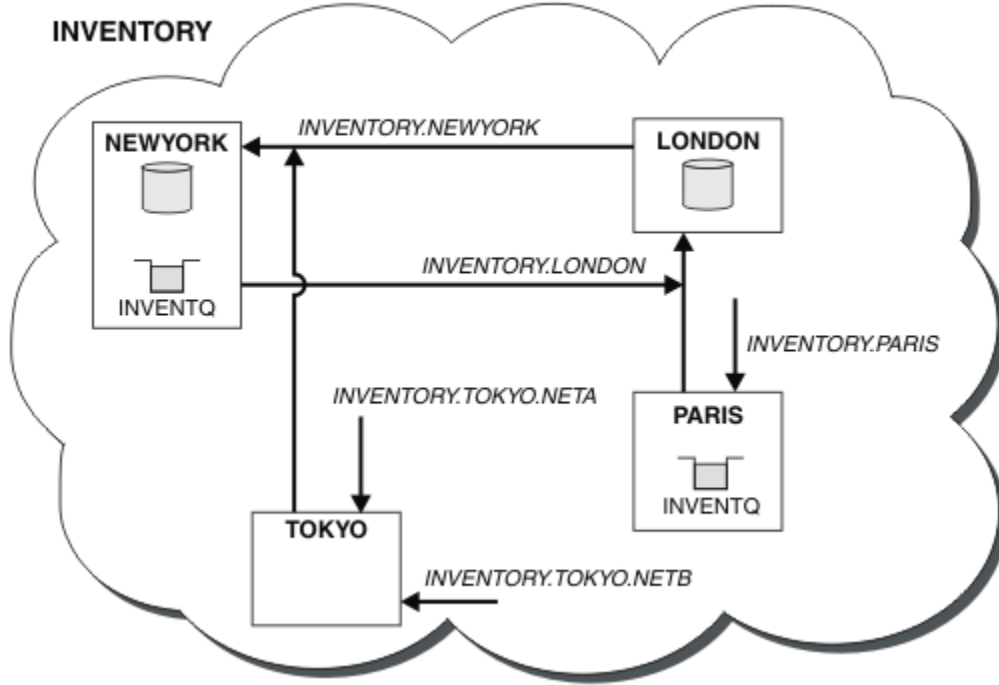 INVENTORY
INVENTORY.NEWYORK
NEWYORK
LONDON
INVENTORY.LONDON
INVENTQ
INVENTORY.PARIS
INVENTORY.TOKYO.NETA
PARIS
INVENTQ
TOKYO
INVENTORY.TOKYO.NETB